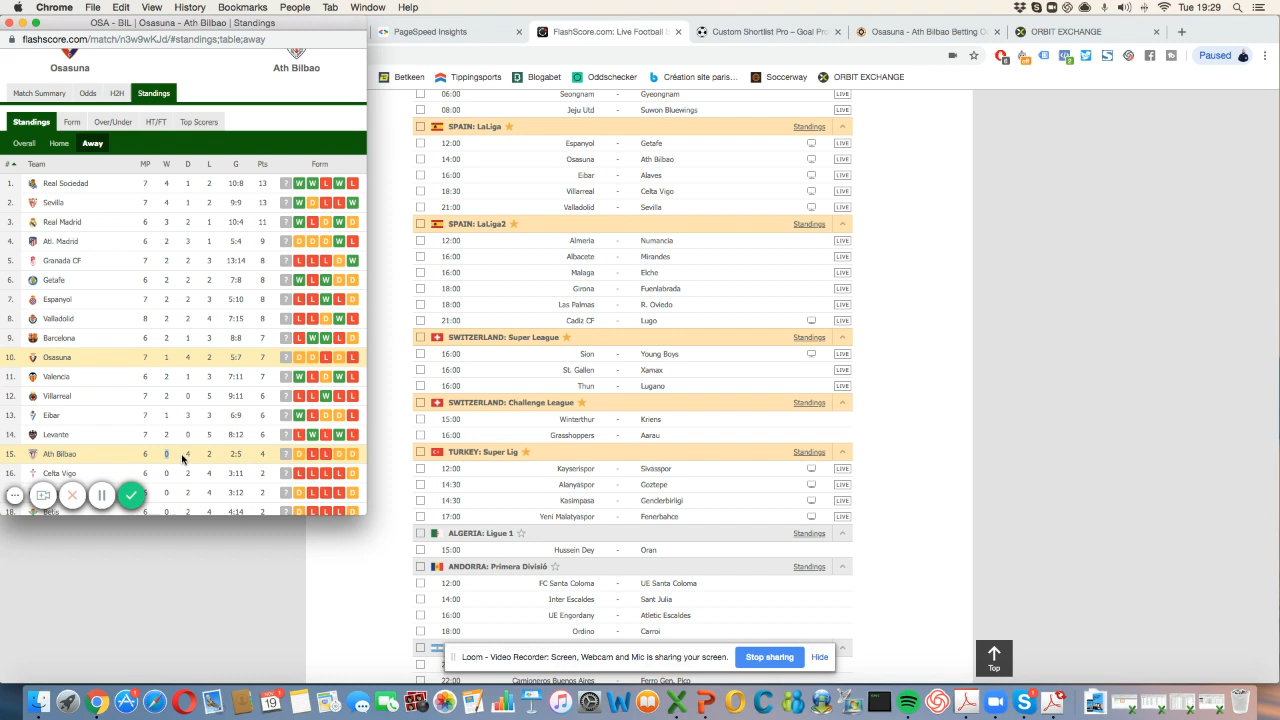 Chrome File Edit View History Bookmarks People Tab Window Help Tue 19:29
OSA - BIL | Osasuna - Ath Bilbao | Standings
flashscore.com/match/n3w9wKJd/#standings;table;away
PageSpeed Insights
FlashScore.com: Live Football
Custom Shortlist Pro – Goal Pro
Osasuna - Ath Bilbao Betting O
ORBIT EXCHANGE
Paused
Betkeen
Tippingsports
Blogabet
Oddschecker
Création site paris...
Soccerway
ORBIT EXCHANGE
Osasuna Ath Bilbao
Match Summary Odds H2H Standings
Standings Form Over/Under HT/FT Top Scorers
Overall Home Away
# Team MP W D L G Pts Form
1. Real Sociedad 7 4 1 2 10:8 13 ? W W L W L
2. Sevilla 7 4 1 2 9:9 13 ? W D L L W
3. Real Madrid 6 3 2 1 10:4 11 ? W L D W D
4. Atl. Madrid 6 2 3 1 5:4 9 ? D D D W L
5. Granada CF 7 2 2 3 13:14 8 ? L L L D W
6. Getafe 6 2 2 2 7:8 8 ? W L W D D
7. Espanyol 7 2 2 3 5:10 8 ? L L W L D
8. Valladolid 8 2 2 4 7:15 8 ? L L D W L
9. Barcelona 6 2 1 3 8:8 7 ? L W W L D
10. Osasuna 7 1 4 2 5:7 7 ? D D L D L
11. Valencia 6 2 1 3 7:11 7 ? W L D W L
12. Villarreal 7 2 0 5 9:11 6 ? L L W L L
13. Eibar 7 1 3 3 6:9 6 ? W L D D L
14. Levante 7 2 0 5 8:12 6 ? L W L W L
15. Ath Bilbao 6 0 4 2 2:5 4 ? D L L D D
16. Celta Vigo 6 0 2 4 3:11 2 ? L L L L D
6 0 2 4 3:12 2 ? D L L L D
18. Betis 6 0 2 4 4:14 2 ? L L L D L
06:00 Seongnam - Gyeongnam LIVE
08:00 Jeju Utd - Suwon Bluewings LIVE
SPAIN: LaLiga Standings
12:00 Espanyol - Getafe LIVE
14:00 Osasuna - Ath Bilbao LIVE
16:00 Eibar - Alaves LIVE
18:30 Villarreal - Celta Vigo LIVE
21:00 Valladolid - Sevilla LIVE
SPAIN: LaLiga2 Standings
12:00 Almeria - Numancia LIVE
16:00 Albacete - Mirandes LIVE
16:00 Malaga - Elche LIVE
18:00 Girona - Fuenlabrada LIVE
18:00 Las Palmas - R. Oviedo LIVE
21:00 Cadiz CF - Lugo LIVE
SWITZERLAND: Super League Standings
16:00 Sion - Young Boys LIVE
16:00 St. Gallen - Xamax LIVE
16:00 Thun - Lugano LIVE
SWITZERLAND: Challenge League Standings
15:00 Winterthur - Kriens LIVE
16:00 Grasshoppers - Aarau LIVE
TURKEY: Super Lig Standings
12:00 Kayserispor - Sivasspor LIVE
14:30 Alanyaspor - Goztepe LIVE
14:30 Kasimpasa - Genclerbirligi LIVE
17:00 Yeni Malatyaspor - Fenerbahce LIVE
ALGERIA: Ligue 1 Standings
15:00 Hussein Dey - Oran
ANDORRA: Primera Divisió Standings
12:00 FC Santa Coloma - UE Santa Coloma
14:00 Inter Escaldes - Sant Julia
16:00 UE Engordany - Atletic Escaldes
18:00 Ordino - Carroi
Loom - Video Recorder: Screen, Webcam and Mic is sharing your screen. Stop sharing Hide
22:00 Camioneros Buenos Aires -
Top
NOV
19